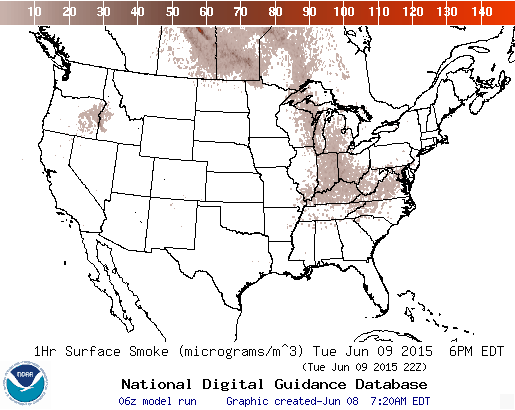 10 20 30 40 50 60 70 80 90 100 110 120 130 140
1Hr Surface Smoke (micrograms/m^3) Tue Jun 09 2015 6PM EDT
(Tue Jun 09 2015 22Z)
National Digital Guidance Database
06z model run Graphic created-Jun 08 7:20AM EDT
noaa